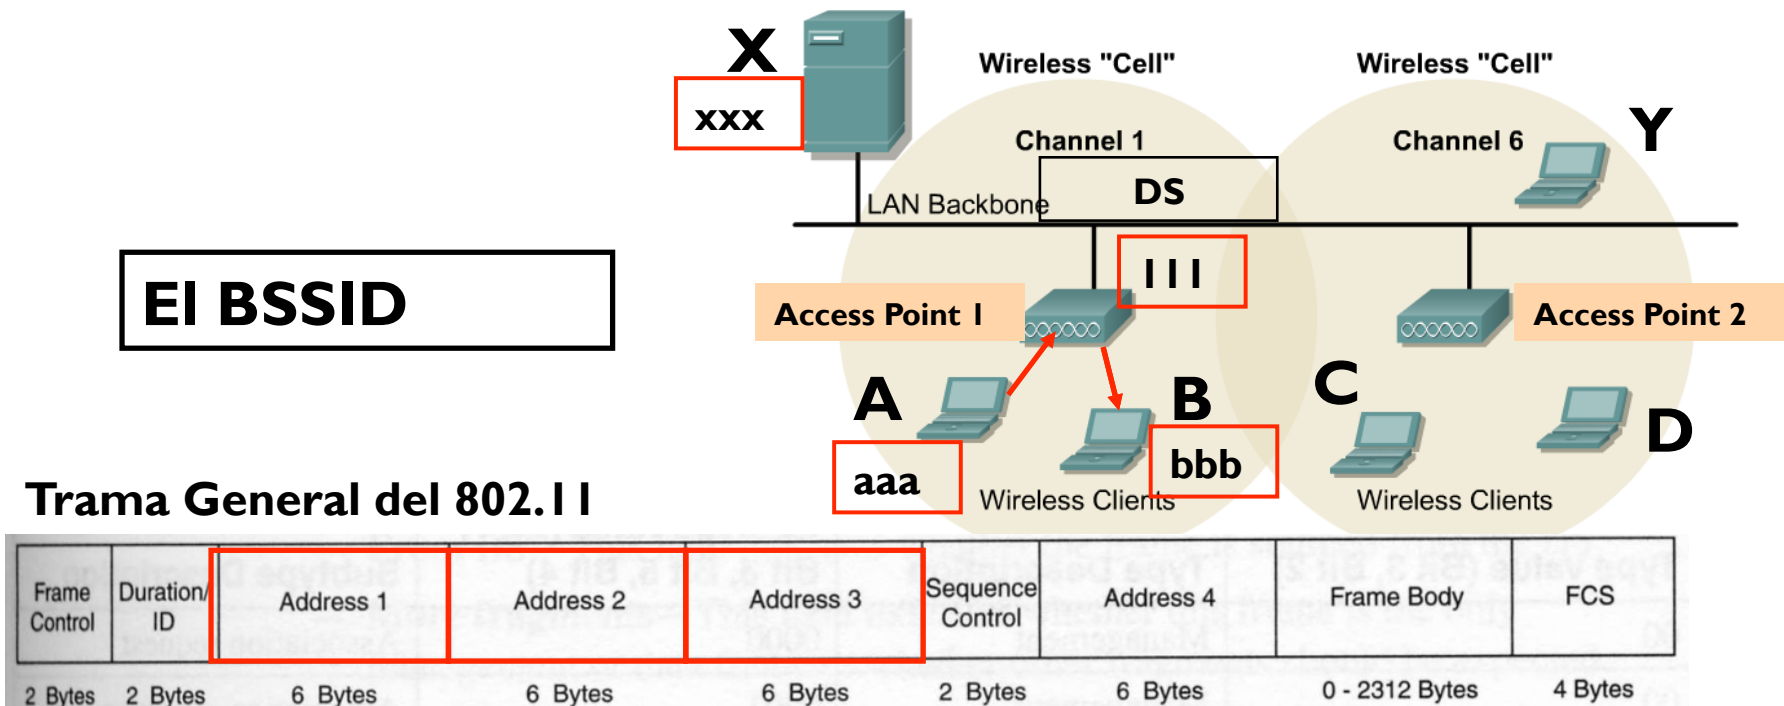 X
xxx
Wireless "Cell"
Wireless "Cell"
Channel 1
Channel 6
Y
DS
LAN Backbone
El BSSID
111
Access Point 1
Access Point 2
A
B
C
D
aaa
bbb
Wireless Clients
Wireless Clients
Trama General del 802.11
Frame Control
Duration/ ID
Address 1
Address 2
Address 3
Sequence Control
Address 4
Frame Body
FCS
2 Bytes
2 Bytes
6 Bytes
6 Bytes
6 Bytes
2 Bytes
6 Bytes
0 - 2312 Bytes
4 Bytes